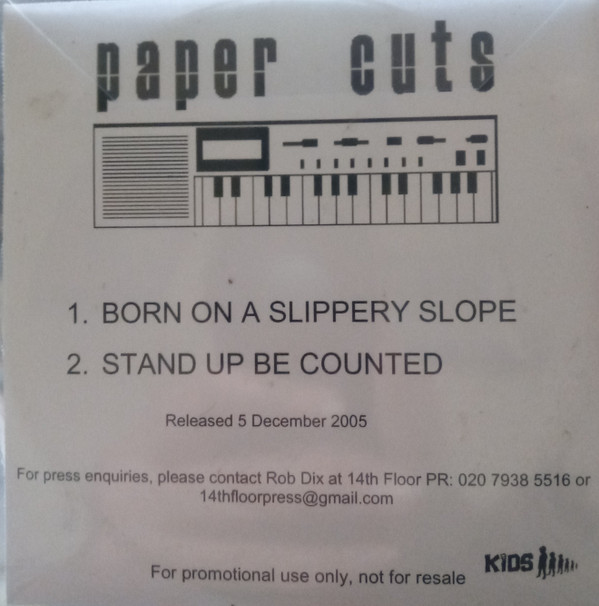 paper cuts
1. BORN ON A SLIPPERY SLOPE
2. STAND UP BE COUNTED
Released 5 December 2005
For press enquiries, please contact Rob Dix at 14th Floor PR: 020 7938 5516 or
14thfloorpress@gmail.com
For promotional use only, not for resale
KIDS